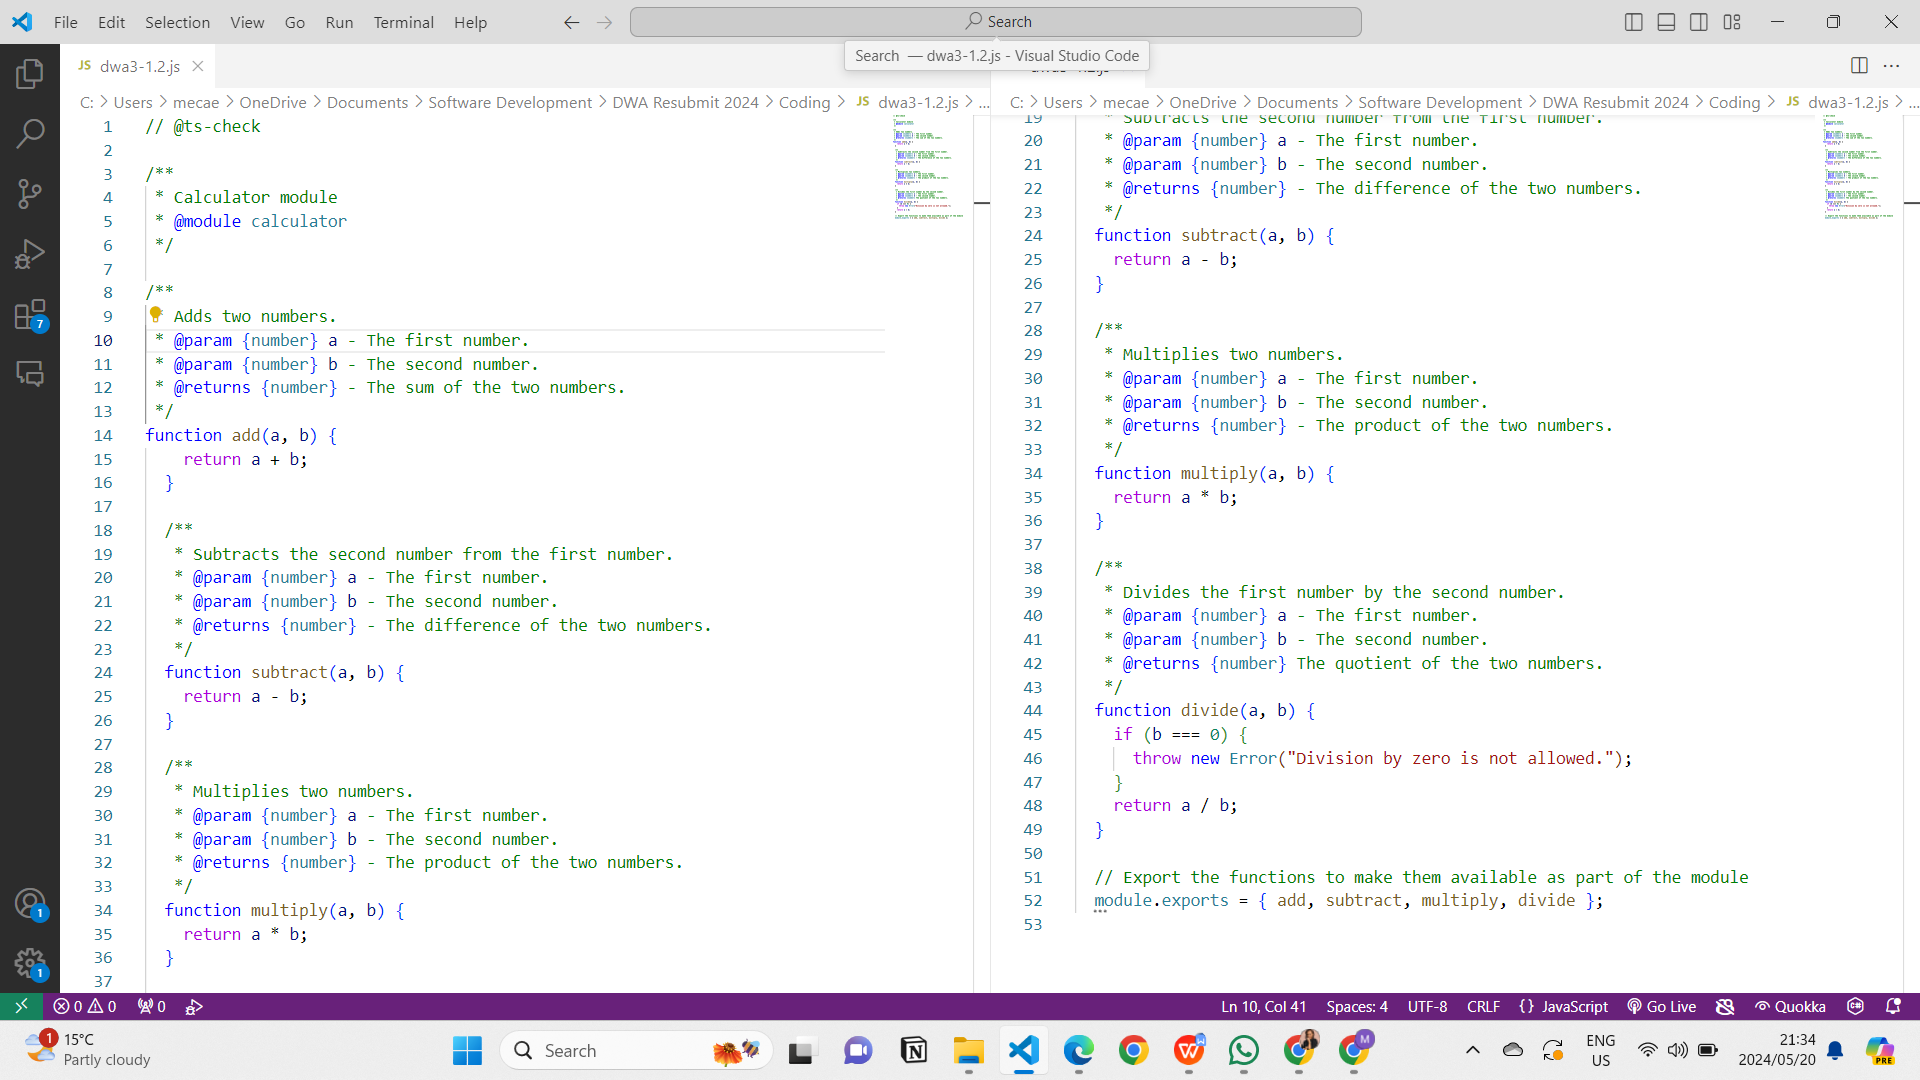 File Edit Selection View Go Run Terminal Help
Search
Search — dwa3-1.2.js - Visual Studio Code
JS dwa3-1.2.js
C: > Users > mecae > OneDrive > Documents > Software Development > DWA Resubmit 2024 > Coding > JS dwa3-1.2.js > ...
1 // @ts-check
2
3 /**
4 * Calculator module
5 * @module calculator
6 */
7
8 /**
9 Adds two numbers.
10 * @param {number} a - The first number.
11 * @param {number} b - The second number.
12 * @returns {number} - The sum of the two numbers.
13 */
14 function add(a, b) {
15 return a + b;
16 }
17
18 /**
19 * Subtracts the second number from the first number.
20 * @param {number} a - The first number.
21 * @param {number} b - The second number.
22 * @returns {number} - The difference of the two numbers.
23 */
24 function subtract(a, b) {
25 return a - b;
26 }
27
28 /**
29 * Multiplies two numbers.
30 * @param {number} a - The first number.
31 * @param {number} b - The second number.
32 * @returns {number} - The product of the two numbers.
33 */
34 function multiply(a, b) {
35 return a * b;
36 }
37
C: > Users > mecae > OneDrive > Documents > Software Development > DWA Resubmit 2024 > Coding > JS dwa3-1.2.js > ...
19 * Subtracts the second number from the first number.
20 * @param {number} a - The first number.
21 * @param {number} b - The second number.
22 * @returns {number} - The difference of the two numbers.
23 */
24 function subtract(a, b) {
25 return a - b;
26 }
27
28 /**
29 * Multiplies two numbers.
30 * @param {number} a - The first number.
31 * @param {number} b - The second number.
32 * @returns {number} - The product of the two numbers.
33 */
34 function multiply(a, b) {
35 return a * b;
36 }
37
38 /**
39 * Divides the first number by the second number.
40 * @param {number} a - The first number.
41 * @param {number} b - The second number.
42 * @returns {number} The quotient of the two numbers.
43 */
44 function divide(a, b) {
45 if (b === 0) {
46 throw new Error("Division by zero is not allowed.");
47 }
48 return a / b;
49 }
50
51 // Export the functions to make them available as part of the module
52 module.exports = { add, subtract, multiply, divide };
53
7
1
1
0 0 0
Ln 10, Col 41 Spaces: 4 UTF-8 CRLF {} JavaScript Go Live Quokka
1 15°C
Partly cloudy
Search
W
M
ENG
US
21:34
2024/05/20
PRE